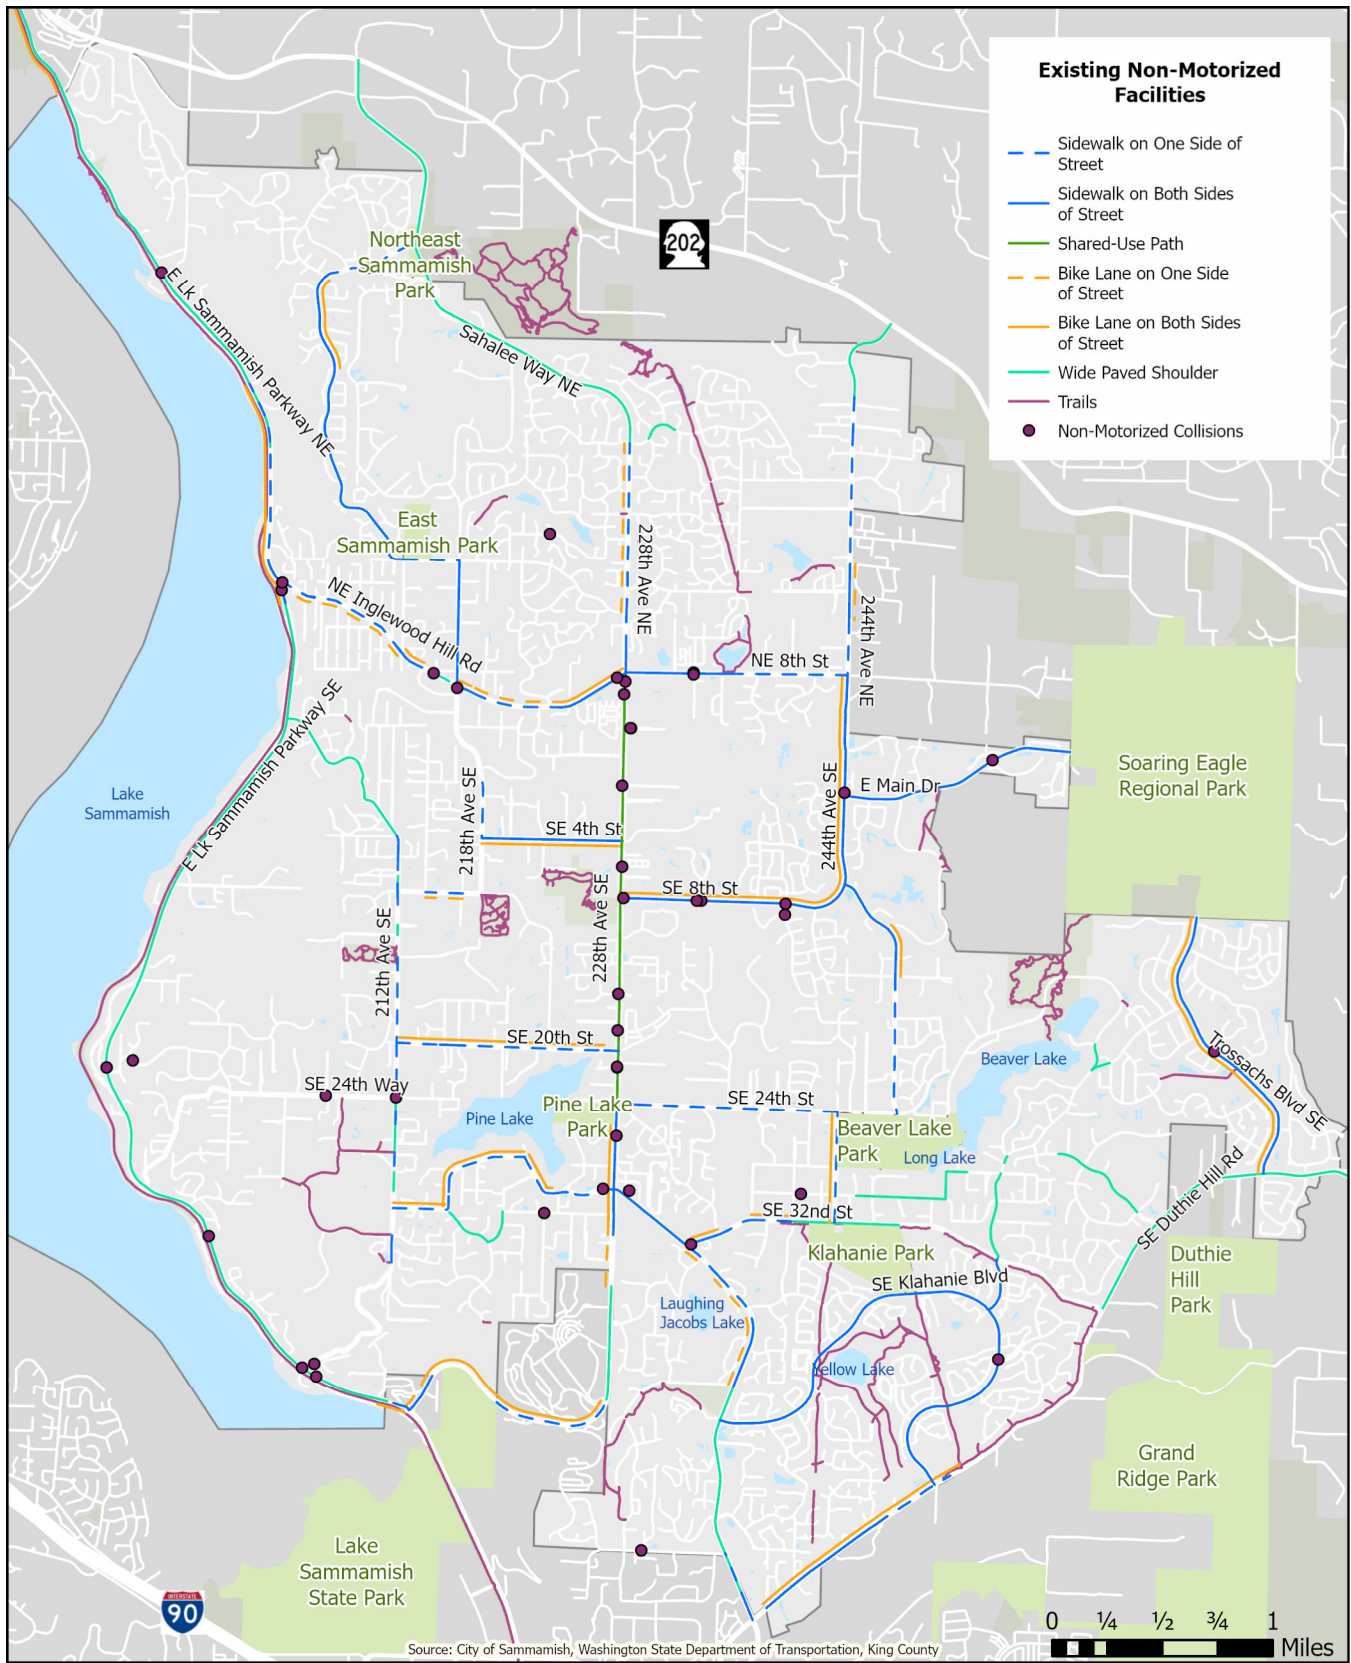 Existing Non-Motorized
Facilities
Sidewalk on One Side of
Street
Sidewalk on Both Sides
of Street
Shared-Use Path
Bike Lane on One Side
of Street
Bike Lane on Both Sides
of Street
Wide Paved Shoulder
Trails
Non-Motorized Collisions
202
Northeast
Sammamish
Park
E Lk Sammamish Parkway NE
Sahalee Way NE
East
Sammamish Park
228th Ave NE
244th Ave NE
NE Inglewood Hill Rd
NE 8th St
E Lk Sammamish Parkway SE
Soaring Eagle
Regional Park
Lake
Sammamish
218th Ave SE
244th Ave SE
E Main Dr
SE 4th St
SE 8th St
228th Ave SE
212th Ave SE
SE 20th St
Beaver Lake
Trossachs Blvd SE
SE 24th Way
Pine Lake
Pine Lake
Park
SE 24th St
Beaver Lake
Park
Long Lake
SE Duthie Hill Rd
SE 32nd St
Klahanie Park
Duthie
Hill
Park
SE Klahanie Blvd
Laughing
Jacobs Lake
Yellow Lake
Grand
Ridge Park
Lake
Sammamish
State Park
INTERSTATE
90
0 ¼ ½ ¾ 1
Miles
Source: City of Sammamish, Washington State Department of Transportation, King County